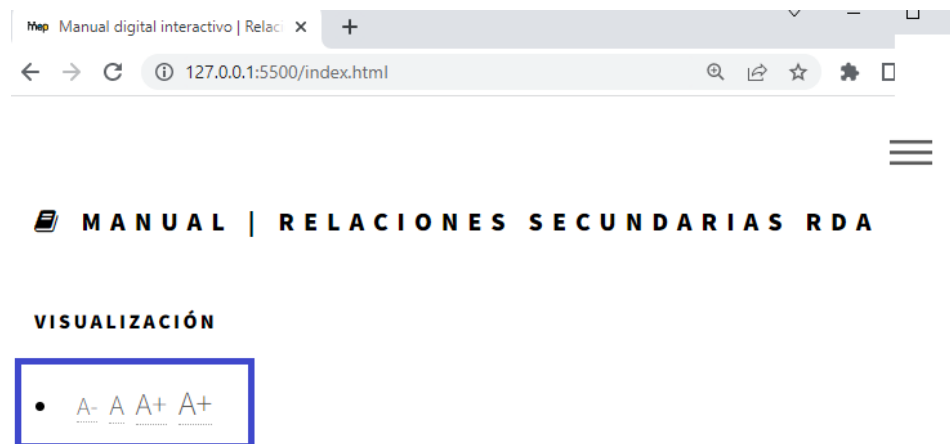 mep Manual digital interactivo | Relaci
127.0.0.1:5500/index.html
MANUAL | RELACIONES SECUNDARIAS RDA
VISUALIZACIÓN
• A- A A+ A+